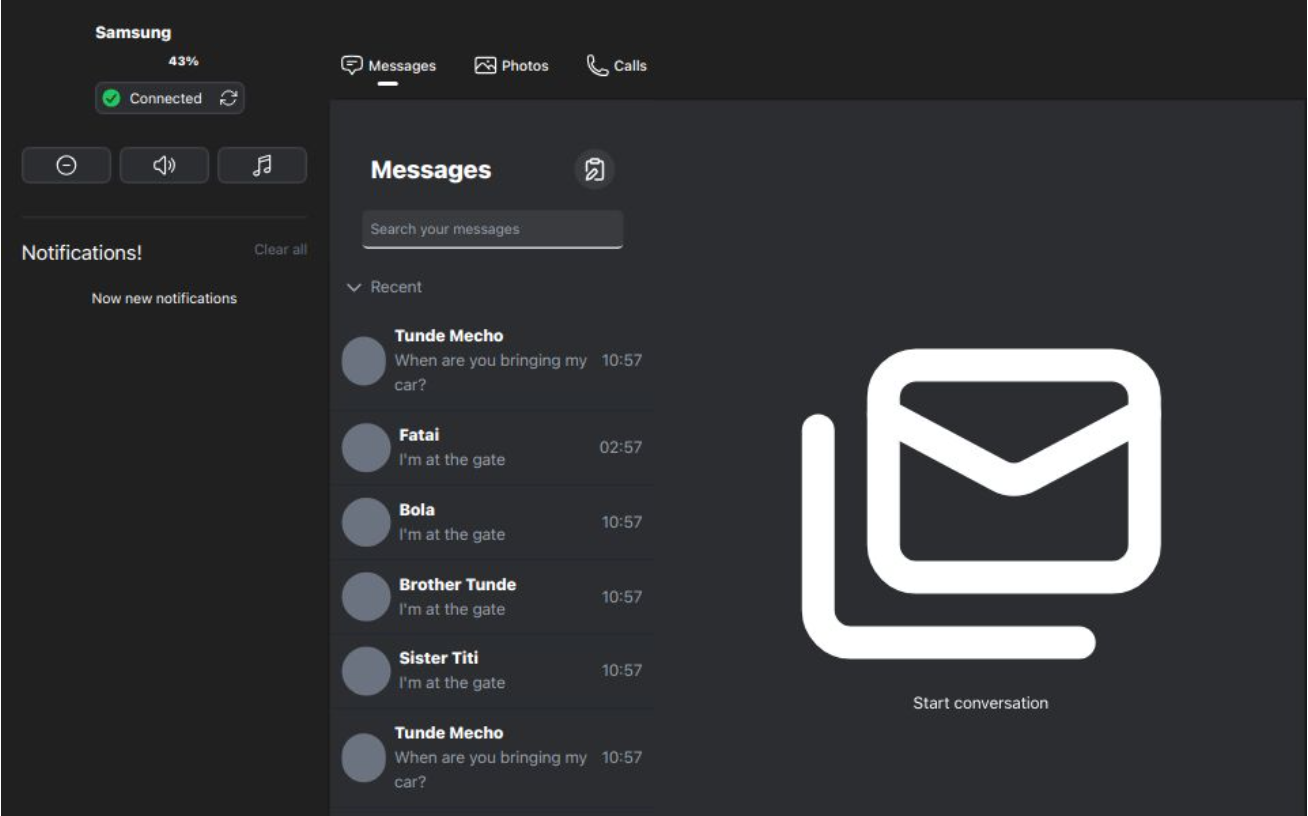 Samsung
43%
Connected
Notifications!
Clear all
Now new notifications
Messages
Photos
Calls
Messages
Search your messages
Recent
Tunde Mecho
When are you bringing my
car?
10:57
Fatai
I'm at the gate
02:57
Bola
I'm at the gate
10:57
Brother Tunde
I'm at the gate
10:57
Sister Titi
I'm at the gate
10:57
Tunde Mecho
When are you bringing my
car?
10:57
Start conversation